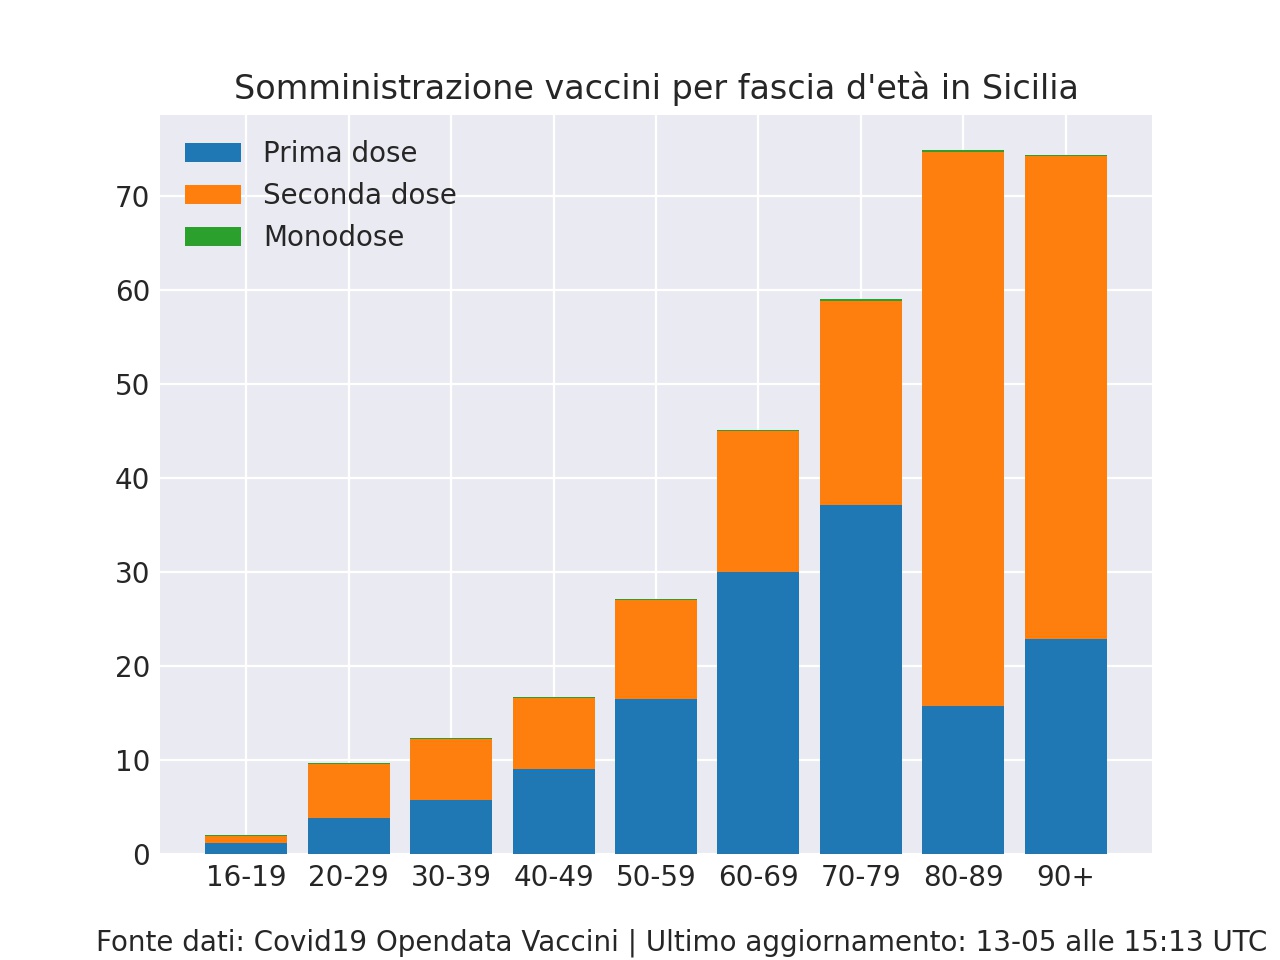 Somministrazione vaccini per fascia d'età in Sicilia
Prima dose
Seconda dose
Monodose
70
60
50
40
30
20
10
0
16-19 20-29 30-39 40-49 50-59 60-69 70-79 80-89 90+
Fonte dati: Covid19 Opendata Vaccini | Ultimo aggiornamento: 13-05 alle 15:13 UTC